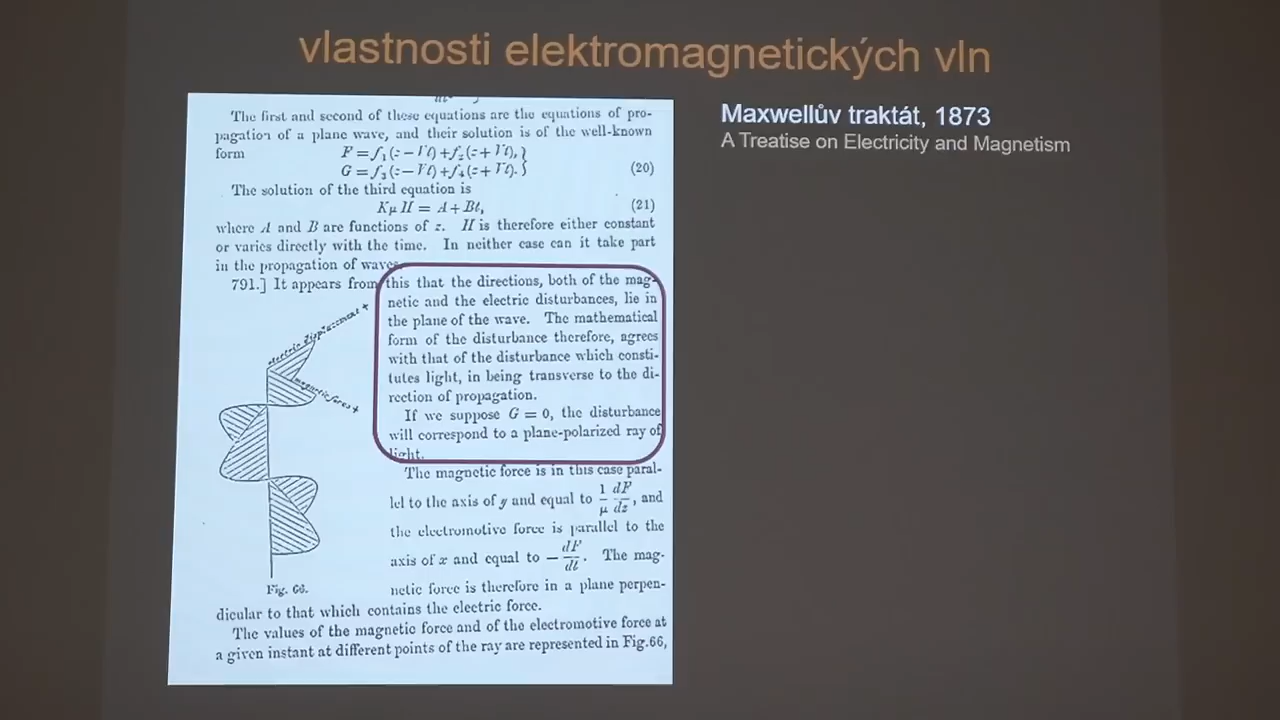 vlastnosti elektromagnetických vln
Maxwellův traktát, 1873
A Treatise on Electricity and Magnetism
The first and second of these equations are the equations of pro-
pagation of a plane wave, and their solution is of the well-known
form
F = f₁(z − Vt) + f₂(z + Vt),
G = f₃(z − Vt) + f₄(z + Vt). } (20)
The solution of the third equation is
KμH = A + Bt, (21)
where A and B are functions of z. H is therefore either constant
or varies directly with the time. In neither case can it take part
in the propagation of waves.
791.] It appears from this that the directions, both of the mag-
netic and the electric disturbances, lie in
the plane of the wave. The mathematical
form of the disturbance therefore, agrees
with that of the disturbance which consti-
tutes light, in being transverse to the di-
rection of propagation.
If we suppose G = 0, the disturbance
will correspond to a plane-polarized ray of
light.
The magnetic force is in this case paral-
lel to the axis of y and equal to 1/μ dF/dz, and
the electromotive force is parallel to the
axis of x and equal to − dF/dt. The mag-
netic force is therefore in a plane perpen-
dicular to that which contains the electric force.
The values of the magnetic force and of the electromotive force at
a given instant at different points of the ray are represented in Fig.66,
electric displacement +
magnetic force +
Fig. 66.